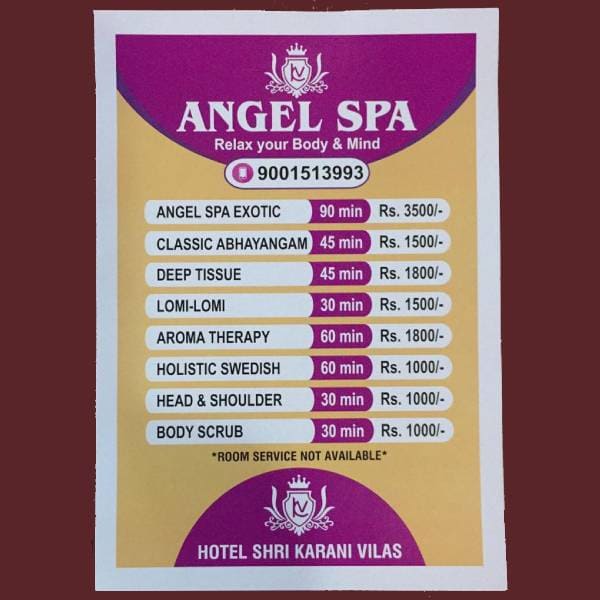 KV
ANGEL SPA
Relax your Body & Mind
9001513993
ANGEL SPA EXOTIC 90 min Rs. 3500/-
CLASSIC ABHAYANGAM 45 min Rs. 1500/-
DEEP TISSUE 45 min Rs. 1800/-
LOMI-LOMI 30 min Rs. 1500/-
AROMA THERAPY 60 min Rs. 1800/-
HOLISTIC SWEDISH 60 min Rs. 1000/-
HEAD & SHOULDER 30 min Rs. 1000/-
BODY SCRUB 30 min Rs. 1000/-
*ROOM SERVICE NOT AVAILABLE*
KV
HOTEL SHRI KARANI VILAS